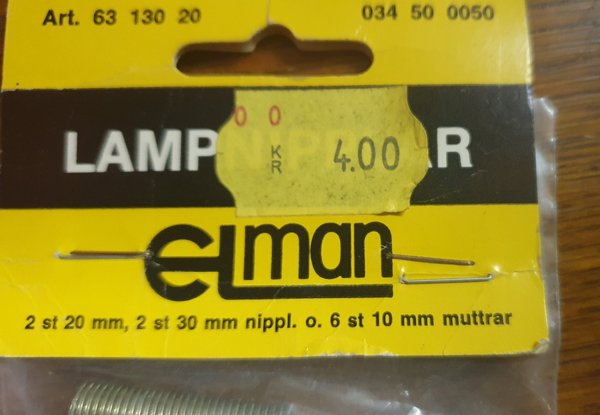 Art. 63 130 20
034 50 0050
LAMPNIPPLAR
0 0
KR 4.00
ELman
2 st 20 mm, 2 st 30 mm nippl. o. 6 st 10 mm muttrar